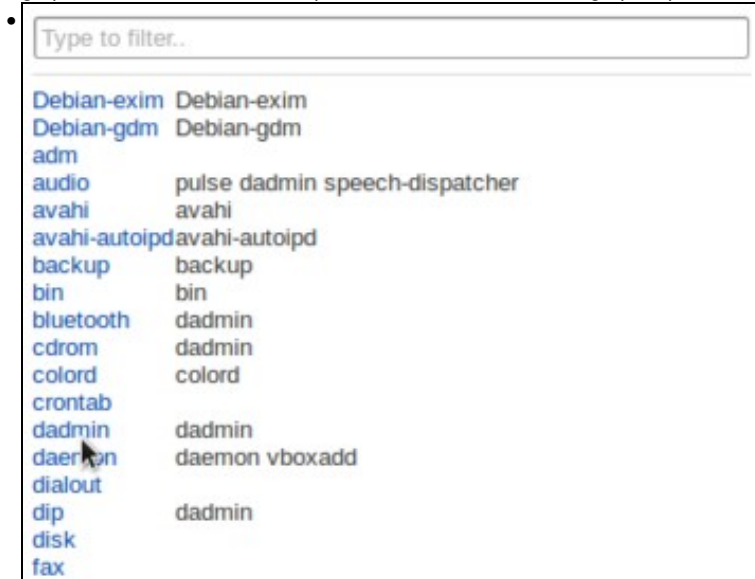 Type to filter..
Debian-exim Debian-exim
Debian-gdm Debian-gdm
adm
audio pulse dadmin speech-dispatcher
avahi avahi
avahi-autoipd avahi-autoipd
backup backup
bin bin
bluetooth dadmin
cdrom dadmin
colord colord
crontab
dadmin dadmin
daemon daemon vboxadd
dialout
dip dadmin
disk
fax